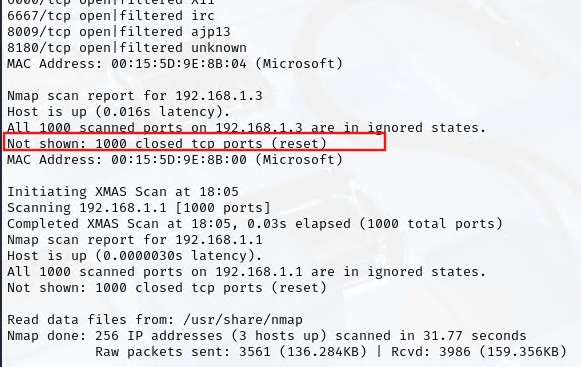 6000/tcp open|filtered X11
6667/tcp open|filtered irc
8009/tcp open|filtered ajp13
8180/tcp open|filtered unknown
MAC Address: 00:15:5D:9E:8B:04 (Microsoft)
Nmap scan report for 192.168.1.3
Host is up (0.016s latency).
All 1000 scanned ports on 192.168.1.3 are in ignored states.
Not shown: 1000 closed tcp ports (reset)
MAC Address: 00:15:5D:9E:8B:00 (Microsoft)
Initiating XMAS Scan at 18:05
Scanning 192.168.1.1 [1000 ports]
Completed XMAS Scan at 18:05, 0.03s elapsed (1000 total ports)
Nmap scan report for 192.168.1.1
Host is up (0.0000030s latency).
All 1000 scanned ports on 192.168.1.1 are in ignored states.
Not shown: 1000 closed tcp ports (reset)
Read data files from: /usr/share/nmap
Nmap done: 256 IP addresses (3 hosts up) scanned in 31.77 seconds
Raw packets sent: 3561 (136.284KB) | Rcvd: 3986 (159.356KB)